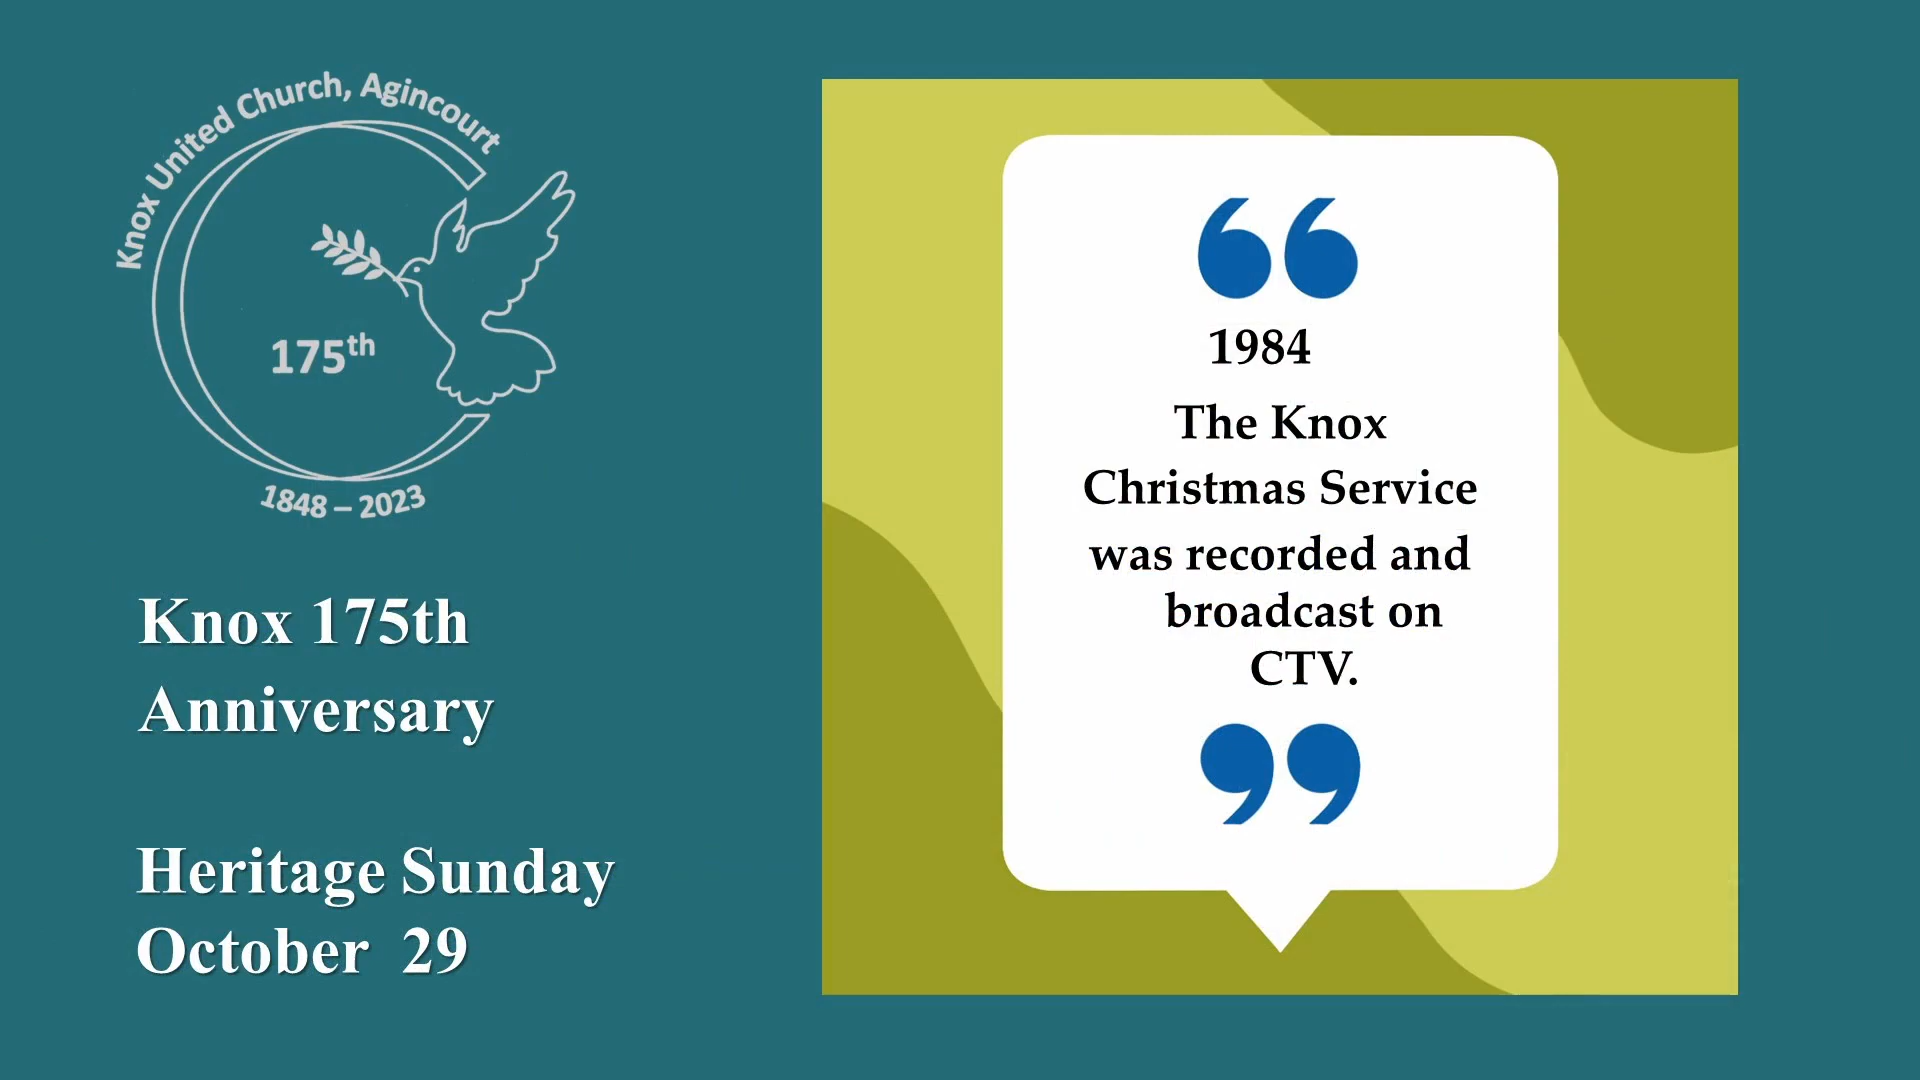 Knox United Church, Agincourt
175th
1848 – 2023
Knox 175th
Anniversary
Heritage Sunday
October 29
“
1984
The Knox
Christmas Service
was recorded and
broadcast on
CTV.
”